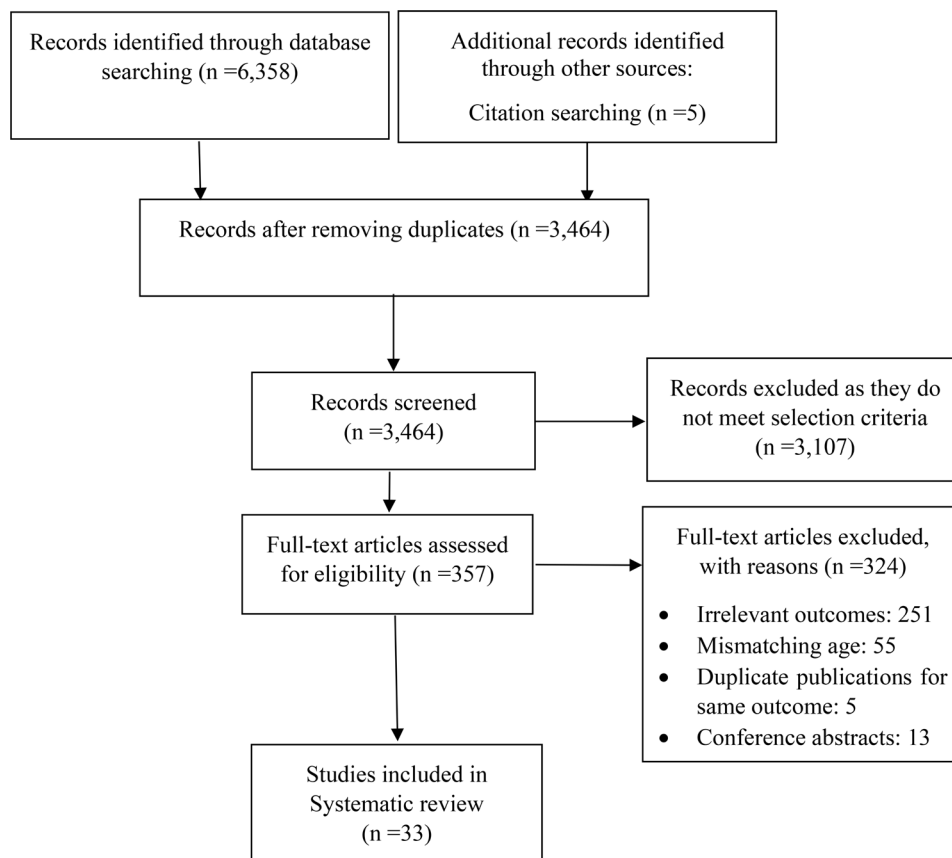 Records identified through database
searching (n =6,358)
Additional records identified
through other sources:
Citation searching (n =5)
Records after removing duplicates (n =3,464)
Records screened
(n =3,464)
Records excluded as they do
not meet selection criteria
(n =3,107)
Full-text articles assessed
for eligibility (n =357)
Full-text articles excluded,
with reasons (n =324)
• Irrelevant outcomes: 251
• Mismatching age: 55
• Duplicate publications for
same outcome: 5
• Conference abstracts: 13
Studies included in
Systematic review
(n =33)